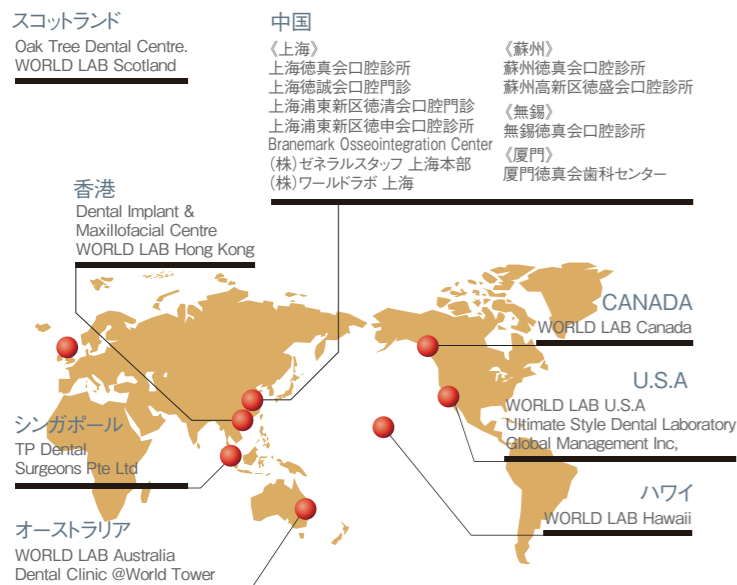 スコットランド
Oak Tree Dental Centre.
WORLD LAB Scotland
中国
《上海》
上海徳真会口腔診所
上海徳誠会口腔門診
上海浦東新区徳清会口腔門診
上海浦東新区徳申会口腔診所
Branemark Osseointegration Center
(株)ゼネラルスタッフ 上海本部
(株)ワールドラボ 上海
《蘇州》
蘇州徳真会口腔診所
蘇州高新区徳盛会口腔診所
《無錫》
無錫徳真会口腔診所
《厦門》
厦門徳真会歯科センター
香港
Dental Implant &
Maxillofacial Centre
WORLD LAB Hong Kong
CANADA
WORLD LAB Canada
U.S.A
WORLD LAB U.S.A
Ultimate Style Dental Laboratory
Global Management Inc,
シンガポール
TP Dental
Surgeons Pte Ltd
ハワイ
WORLD LAB Hawaii
オーストラリア
WORLD LAB Australia
Dental Clinic @World Tower